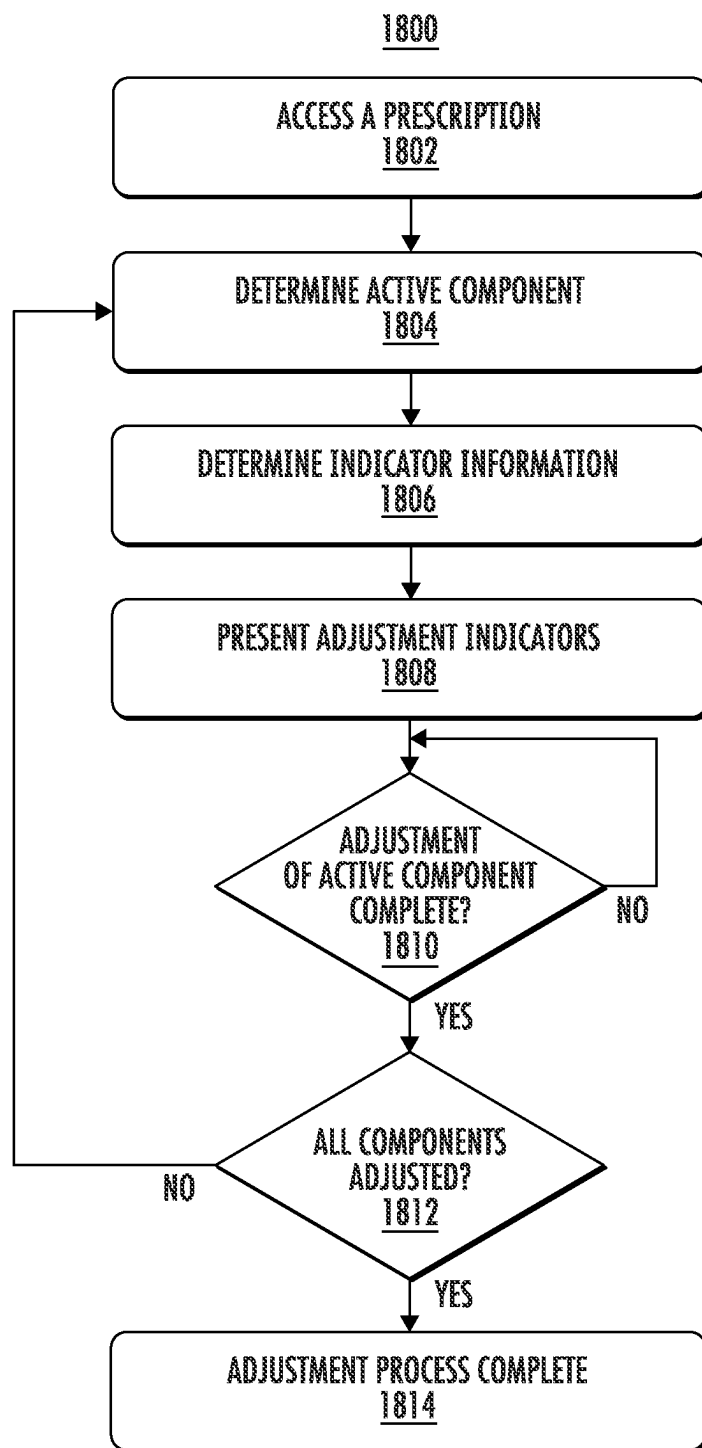 1800
ACCESS A PRESCRIPTION
1802
DETERMINE ACTIVE COMPONENT
1804
DETERMINE INDICATOR INFORMATION
1806
PRESENT ADJUSTMENT INDICATORS
1808
ADJUSTMENT
OF ACTIVE COMPONENT
COMPLETE?
1810
NO
YES
ALL COMPONENTS
ADJUSTED?
1812
NO
YES
ADJUSTMENT PROCESS COMPLETE
1814